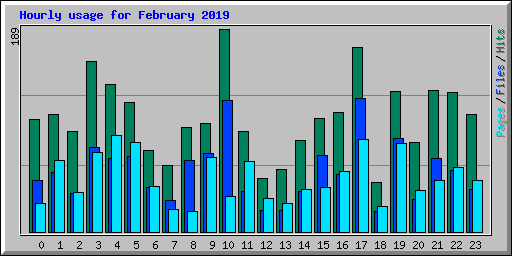 Hourly usage for February 2019
189
Pages / Files / Hits
0 1 2 3 4 5 6 7 8 9 10 11 12 13 14 15 16 17 18 19 20 21 22 23